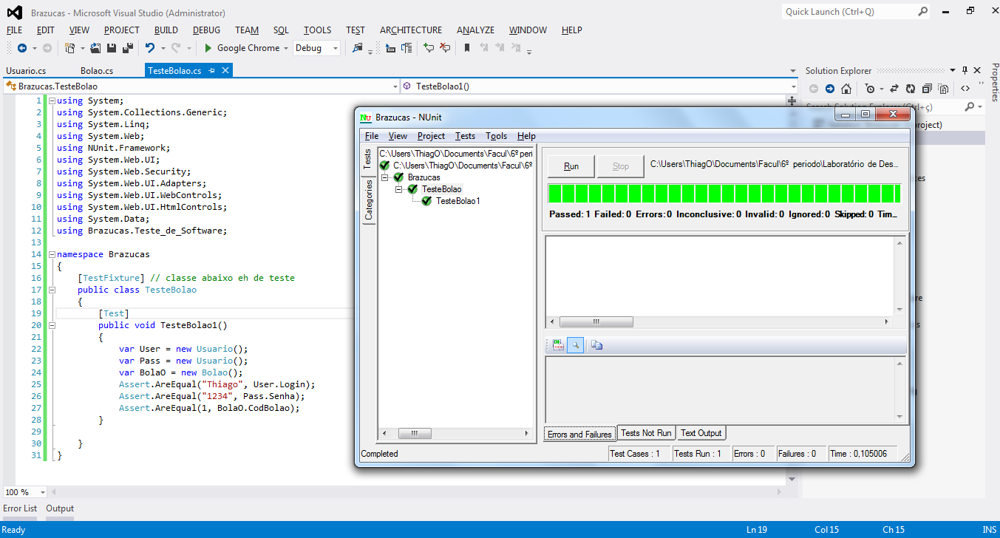 Brazucas - Microsoft Visual Studio (Administrator)
Quick Launch (Ctrl+Q)
FILE EDIT VIEW PROJECT BUILD DEBUG TEAM SQL TOOLS TEST ARCHITECTURE ANALYZE WINDOW HELP
Google Chrome Debug
Usuario.cs Bolao.cs TesteBolao.cs
Brazucas.TesteBolao TesteBolao1()
1 using System;
2 using System.Collections.Generic;
3 using System.Linq;
4 using System.Web;
5 using NUnit.Framework;
6 using System.Web.UI;
7 using System.Web.Security;
8 using System.Web.UI.Adapters;
9 using System.Web.UI.WebControls;
10 using System.Web.UI.HtmlControls;
11 using System.Data;
12 using Brazucas.Teste_de_Software;
13
14 namespace Brazucas
15 {
16 [TestFixture] // classe abaixo eh de teste
17 public class TesteBolao
18 {
19 [Test]
20 public void TesteBolao1()
21 {
22 var User = new Usuario();
23 var Pass = new Usuario();
24 var BolaO = new Bolao();
25 Assert.AreEqual("Thiago", User.Login);
26 Assert.AreEqual("1234", Pass.Senha);
27 Assert.AreEqual(1, BolaO.CodBolao);
28 }
29
30 }
31 }
100 %
Solution Explorer
Properties
Ctrl+ç)
project)
Brazucas - NUnit
File View Project Tests Tools Help
Tests
Categories
C:\Users\ThiagO\Documents\Facul\6º peri
C:\Users\ThiagO\Documents\Facul\6º
Brazucas
TesteBolao
TesteBolao1
Run Stop C:\Users\ThiagO\Documents\Facul\6º periodo\Laboratório de Des...
Passed: 1 Failed: 0 Errors: 0 Inconclusive: 0 Invalid: 0 Ignored: 0 Skipped: 0 Tim...
Errors and Failures Tests Not Run Text Output
Completed Test Cases : 1 Tests Run : 1 Errors : 0 Failures : 0 Time : 0,105006
Error List Output
Ready Ln 19 Col 15 Ch 15 INS